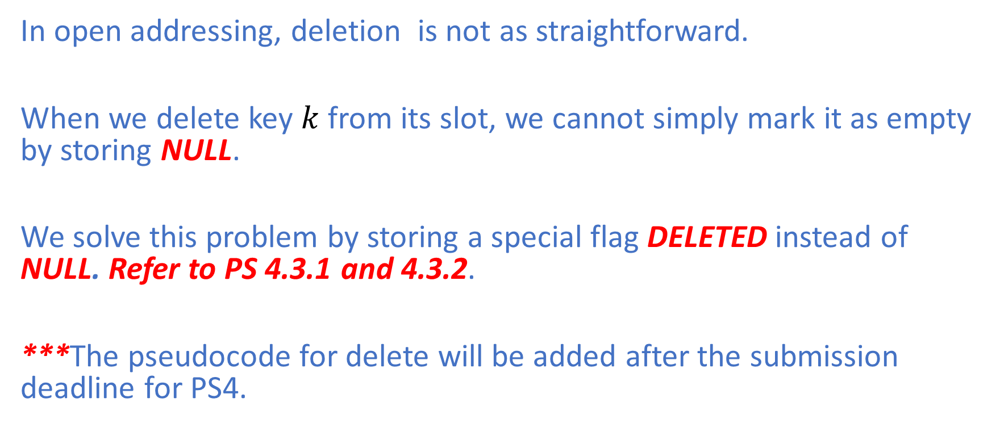 In open addressing, deletion  is not as straightforward.
When we delete key k from its slot, we cannot simply mark it as empty
by storing NULL.
We solve this problem by storing a special flag DELETED instead of
NULL. Refer to PS 4.3.1 and 4.3.2.
***The pseudocode for delete will be added after the submission
deadline for PS4.